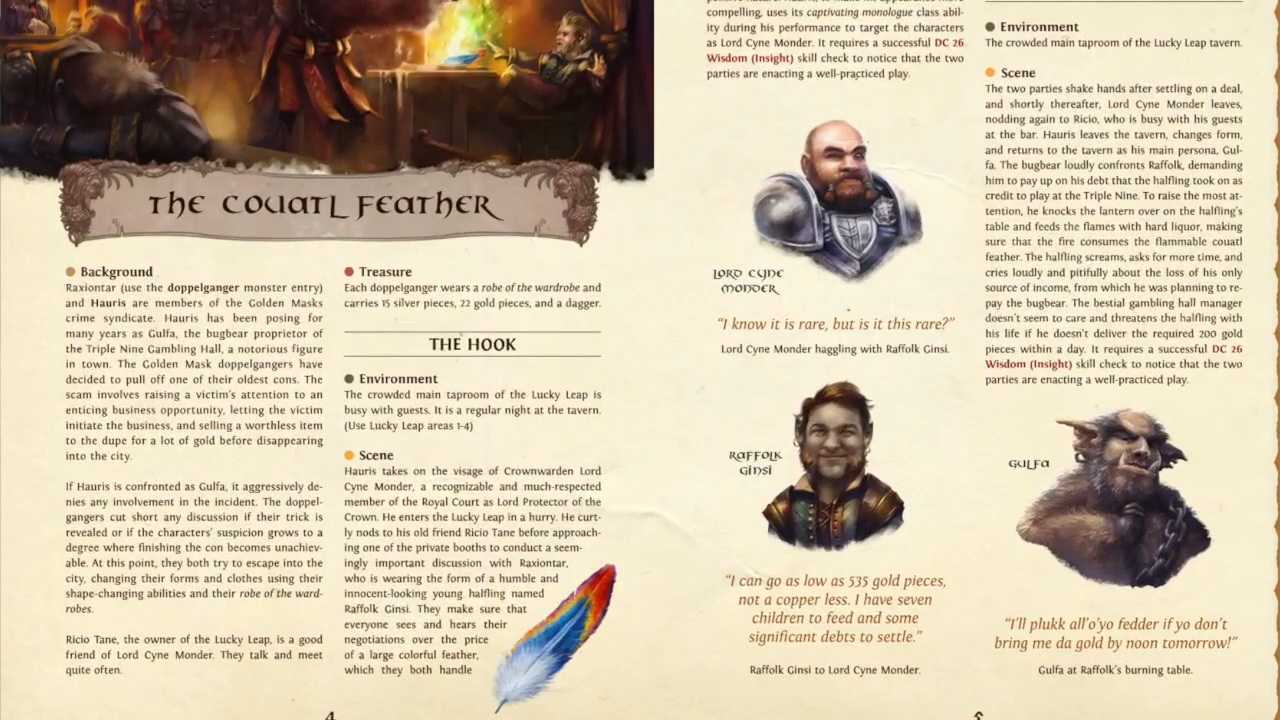 THE COUATL FEATHER
Background
Raxiontar (use the doppelganger monster entry)
and Hauris are members of the Golden Masks
crime syndicate. Hauris has been posing for
many years as Gulfa, the bugbear proprietor of
the Triple Nine Gambling Hall, a notorious figure
in town. The Golden Mask doppelgangers have
decided to pull off one of their oldest cons. The
scam involves raising a victim's attention to an
enticing business opportunity, letting the victim
initiate the business, and selling a worthless item
to the dupe for a lot of gold before disappearing
into the city.
If Hauris is confronted as Gulfa, it aggressively de-
nies any involvement in the incident. The doppel-
gangers cut short any discussion if their trick is
revealed or if the characters' suspicion grows to a
degree where finishing the con becomes unachiev-
able. At this point, they both try to escape into the
city, changing their forms and clothes using their
shape-changing abilities and their robe of the ward-
robes.
Ricio Tane, the owner of the Lucky Leap, is a good
friend of Lord Cyne Monder. They talk and meet
quite often.
4
Treasure
Each doppelganger wears a robe of the wardrobe and
carries 15 silver pieces, 22 gold pieces, and a dagger.
THE HOOK
Environment
The crowded main taproom of the Lucky Leap is
busy with guests. It is a regular night at the tavern.
(Use Lucky Leap areas 1-4)
Scene
Hauris takes on the visage of Crownwarden Lord
Cyne Monder, a recognizable and much-respected
member of the Royal Court as Lord Protector of the
Crown. He enters the Lucky Leap in a hurry. He curt-
ly nods to his old friend Ricio Tane before approach-
ing one of the private booths to conduct a seem-
ingly important discussion with Raxiontar,
who is wearing the form of a humble and
innocent-looking young halfling named
Raffolk Ginsi. They make sure that
everyone sees and hears their
negotiations over the price
of a large colorful feather,
which they both handle
compelling, uses its captivating monologue class abil-
ity during his performance to target the characters
as Lord Cyne Monder. It requires a successful DC 26
Wisdom (Insight) skill check to notice that the two
parties are enacting a well-practiced play.
LORD CYNE
MONDER
"I know it is rare, but is it this rare?"
Lord Cyne Monder haggling with Raffolk Ginsi.
RAFFOLK
GINSI
"I can go as low as 535 gold pieces,
not a copper less. I have seven
children to feed and some
significant debts to settle."
Raffolk Ginsi to Lord Cyne Monder.
Environment
The crowded main taproom of the Lucky Leap tavern.
Scene
The two parties shake hands after settling on a deal,
and shortly thereafter, Lord Cyne Monder leaves,
nodding again to Ricio, who is busy with his guests
at the bar. Hauris leaves the tavern, changes form,
and returns to the tavern as his main persona, Gul-
fa. The bugbear loudly confronts Raffolk, demanding
him to pay up on his debt that the halfling took on as
credit to play at the Triple Nine. To raise the most at-
tention, he knocks the lantern over on the halfling's
table and feeds the flames with hard liquor, making
sure that the fire consumes the flammable couatl
feather. The halfling screams, asks for more time, and
cries loudly and pitifully about the loss of his only
source of income, from which he was planning to re-
pay the bugbear. The bestial gambling hall manager
doesn't seem to care and threatens the halfling with
his life if he doesn't deliver the required 200 gold
pieces within a day. It requires a successful DC 26
Wisdom (Insight) skill check to notice that the two
parties are enacting a well-practiced play.
GULFA
"I'll plukk all'o'yo fedder if yo don't
bring me da gold by noon tomorrow!"
Gulfa at Raffolk's burning table.